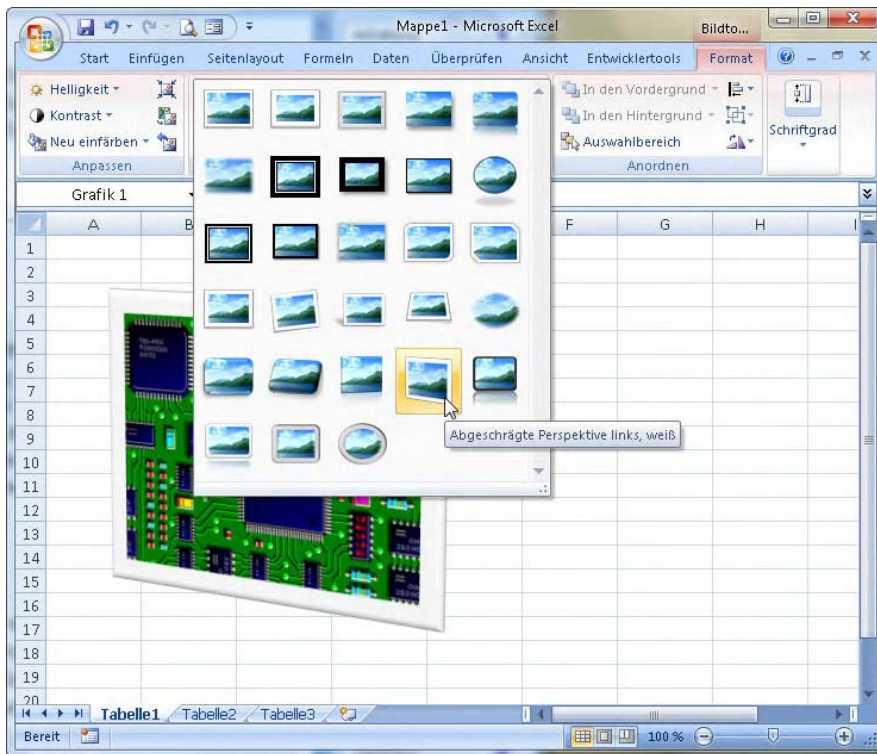 Mappe1 - Microsoft Excel
Bildto...
Start Einfügen Seitenlayout Formeln Daten Überprüfen Ansicht Entwicklertools Format
Helligkeit
Kontrast
Neu einfärben
Anpassen
In den Vordergrund
In den Hintergrund
Auswahlbereich
Anordnen
Schriftgrad
Grafik 1
A B F G H I
1
2
3
4
5
6
7
8
9
10
11
12
13
14
15
16
17
18
19
20
Abgeschrägte Perspektive links, weiß
Tabelle1 Tabelle2 Tabelle3
Bereit 100 %